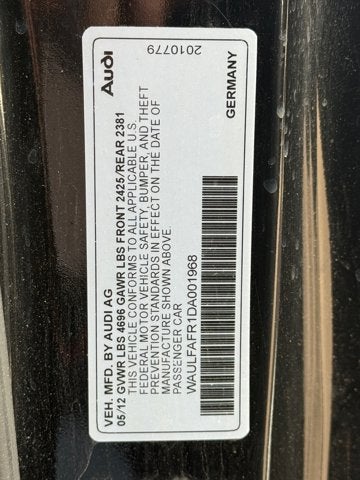 VEH. MFD. BY AUDI AG
05/12 GVWR LBS 4696 GAWR LBS FRONT 2425/REAR 2381
THIS VEHICLE CONFORMS TO ALL APPLICABLE U.S.
FEDERAL MOTOR VEHICLE SAFETY, BUMPER, AND THEFT
PREVENTION STANDARDS IN EFFECT ON THE DATE OF
MANUFACTURE SHOWN ABOVE.
PASSENGER CAR
WAULFAFR1DA001968
GERMANY
Audi
2010779